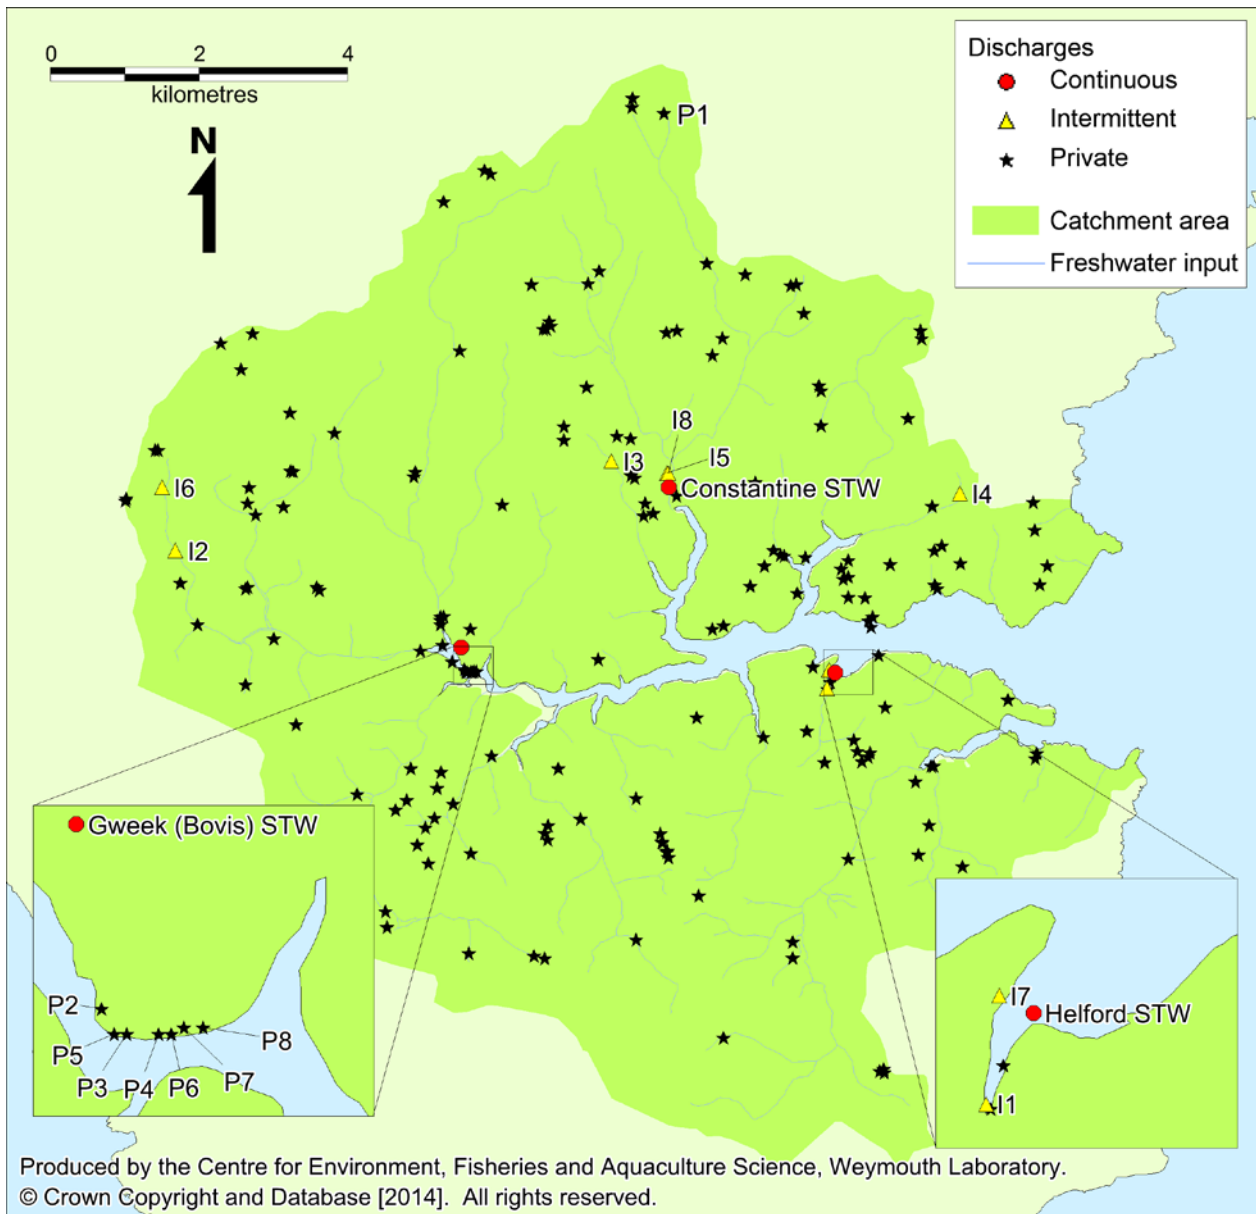 0 2 4
kilometres
N
Discharges
Continuous
Intermittent
Private
Catchment area
Freshwater input
P1
I8
I3
I5
I6
Constantine STW
I4
I2
Gweek (Bovis) STW
P2
P5
P8
P3
P4
P6
P7
I7
Helford STW
I1
Produced by the Centre for Environment, Fisheries and Aquaculture Science, Weymouth Laboratory.
© Crown Copyright and Database [2014]. All rights reserved.